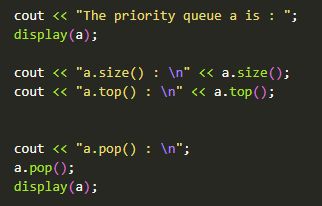 cout << "The priority queue a is : ";
display(a);
cout << "a.size() : \n" << a.size();
cout << "a.top() : \n" << a.top();
cout << "a.pop() : \n";
a.pop();
display(a);